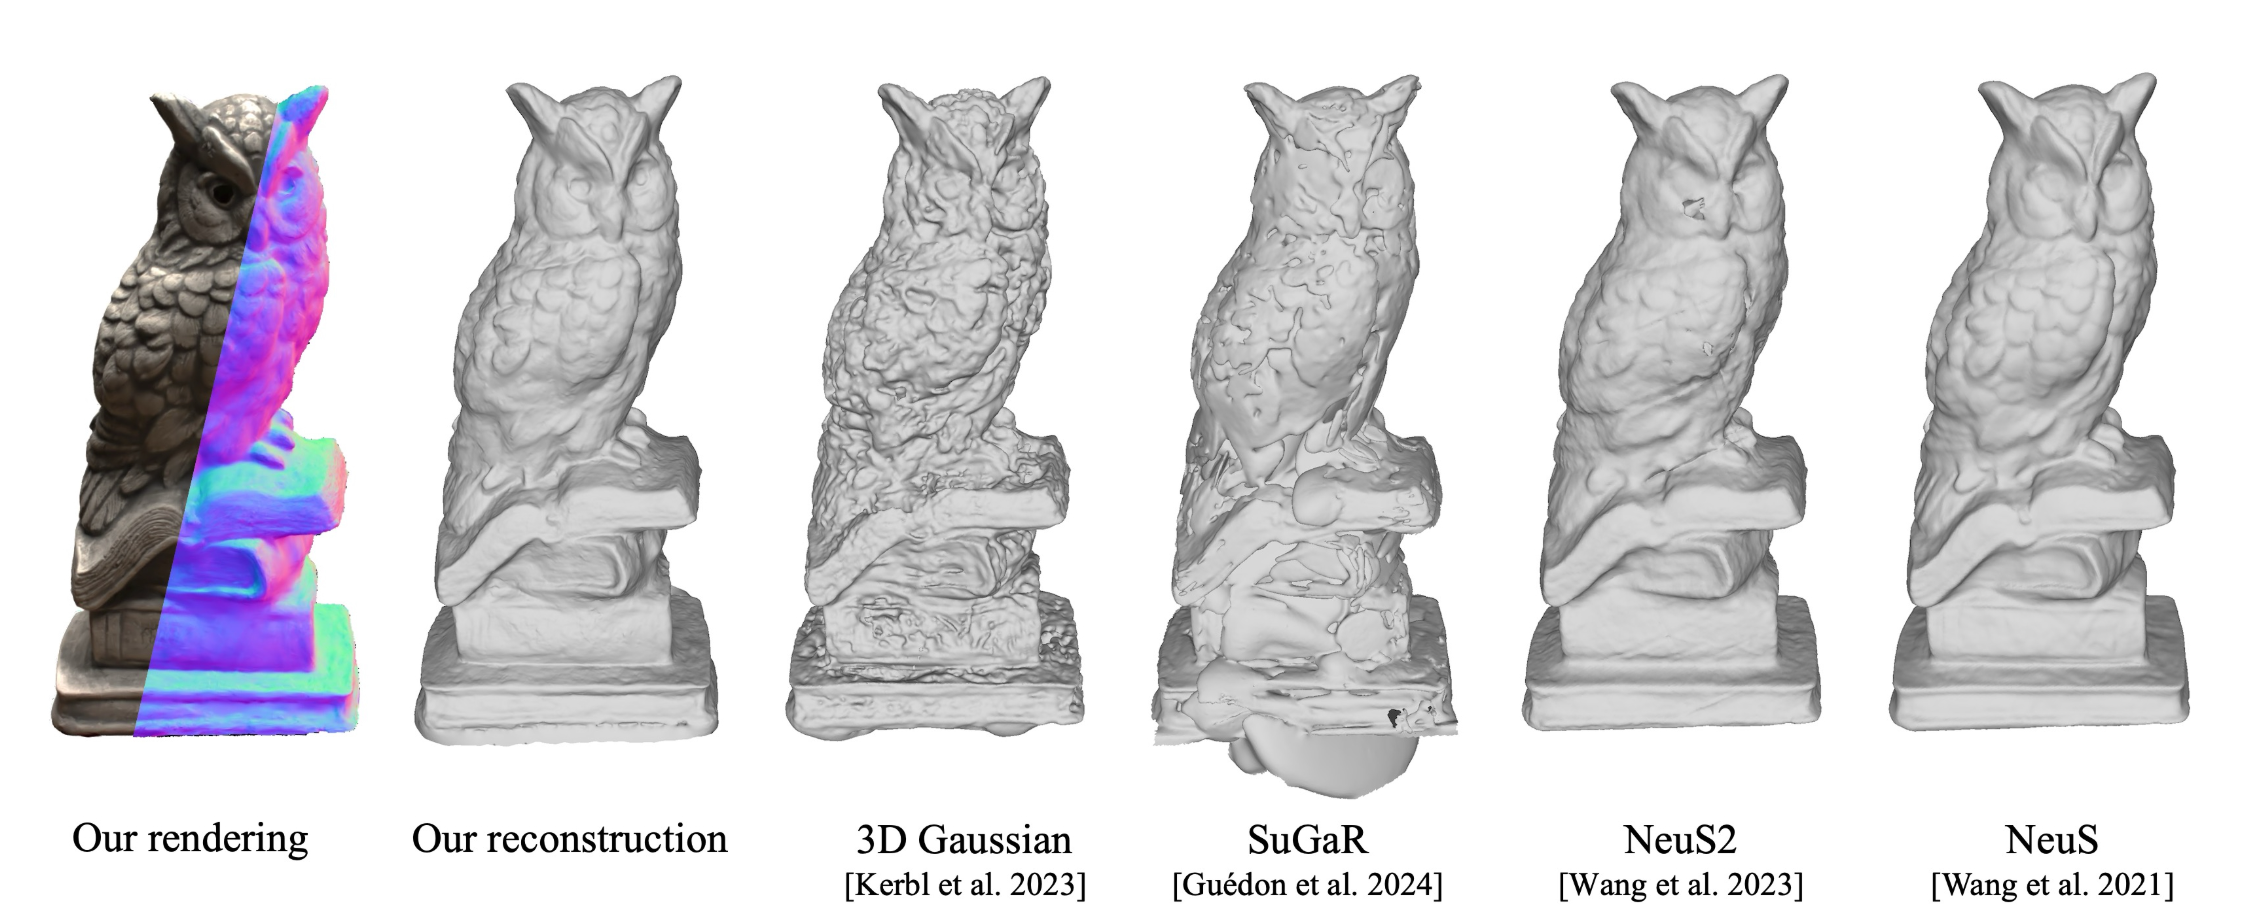 Our rendering
Our reconstruction
3D Gaussian
[Kerbl et al. 2023]
SuGaR
[Guédon et al. 2024]
NeuS2
[Wang et al. 2023]
NeuS
[Wang et al. 2021]